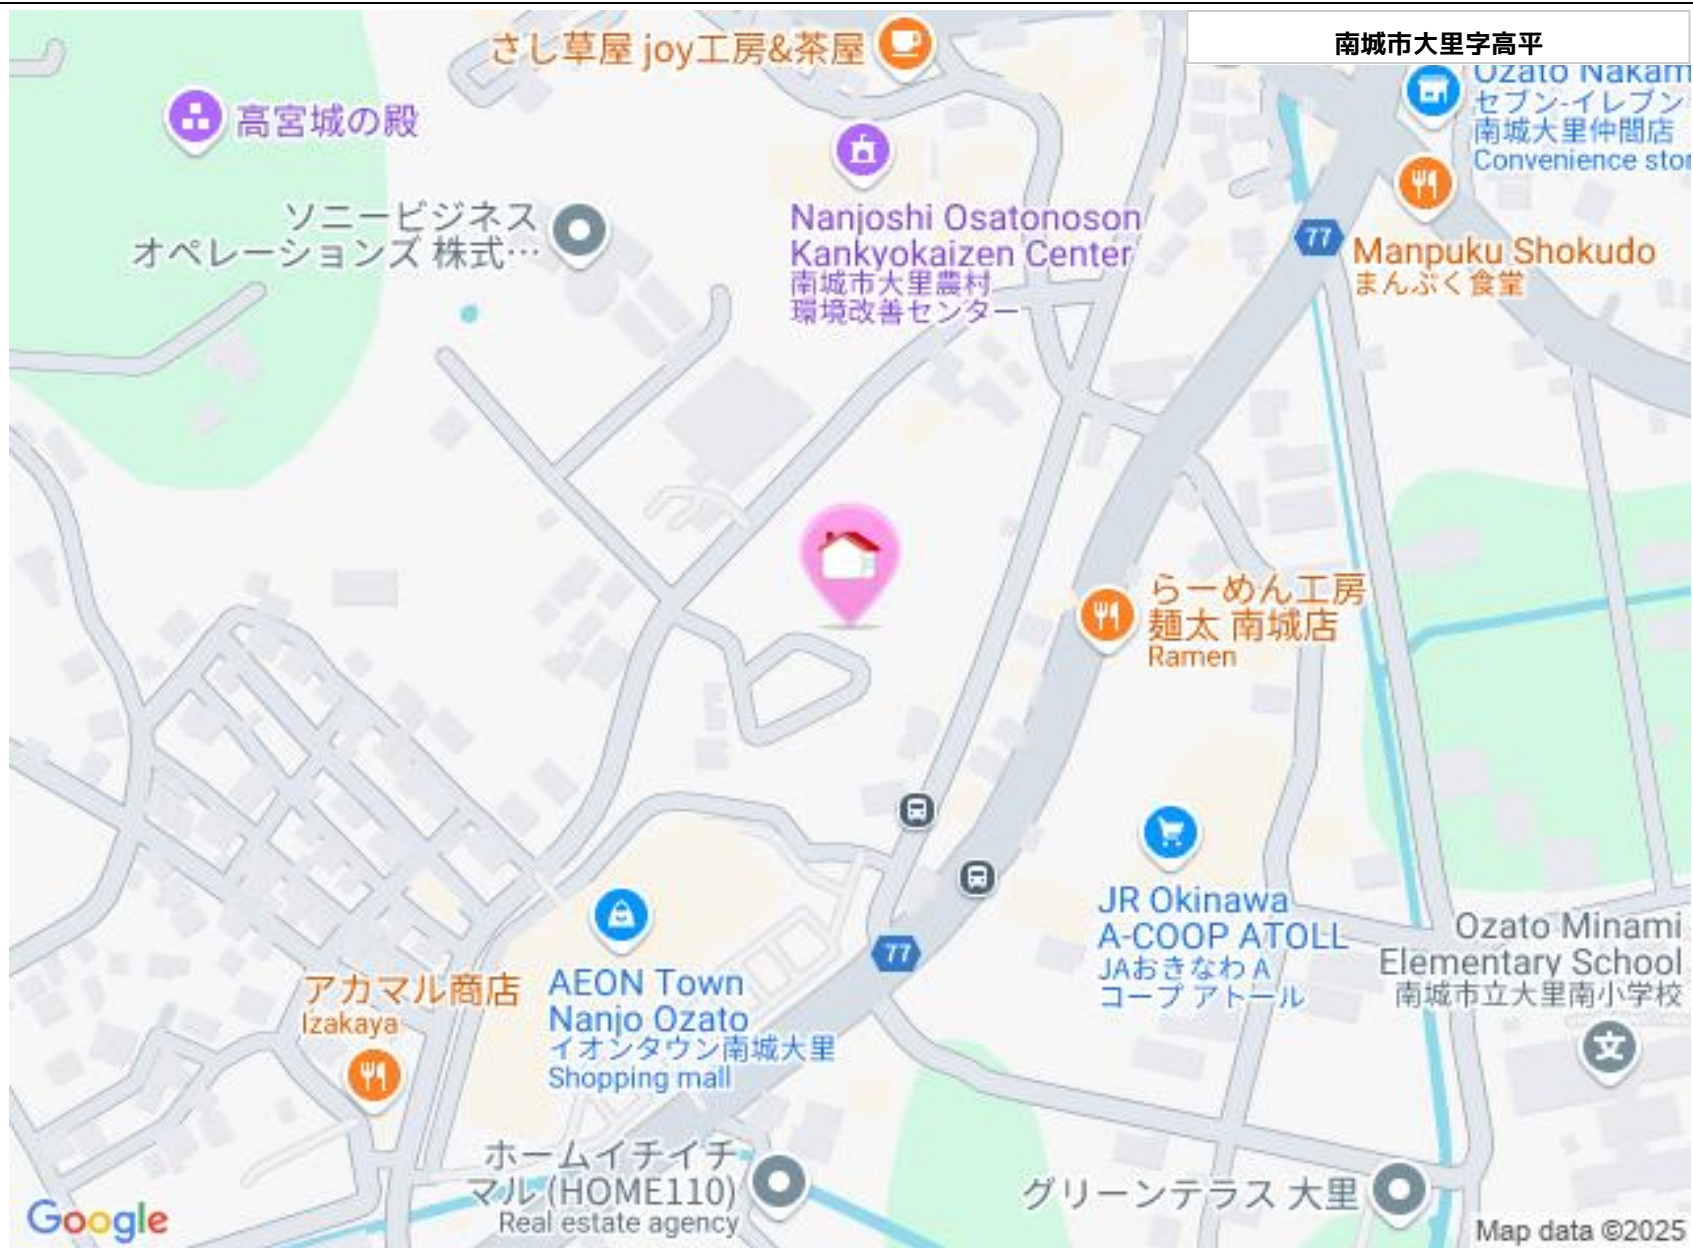 南城市大里字高平
さし草屋 joy工房&茶屋
高宮城の殿
Ozato Nakam
セブン-イレブン
南城大里仲間店
Convenience stor
ソニービジネス
オペレーションズ 株式…
Nanjoshi Osatonoson
Kankyokaizen Center
南城市大里農村
環境改善センター
77
Manpuku Shokudo
まんぷく食堂
らーめん工房
麺太 南城店
Ramen
JR Okinawa
A-COOP ATOLL
JAおきなわ A
コープ アトール
Ozato Minami
Elementary School
南城市立大里南小学校
文
77
アカマル商店
Izakaya
AEON Town
Nanjo Ozato
イオンタウン南城大里
Shopping mall
ホームイチイチ
マル (HOME110)
Real estate agency
グリーンテラス 大里
Google
Map data ©2025